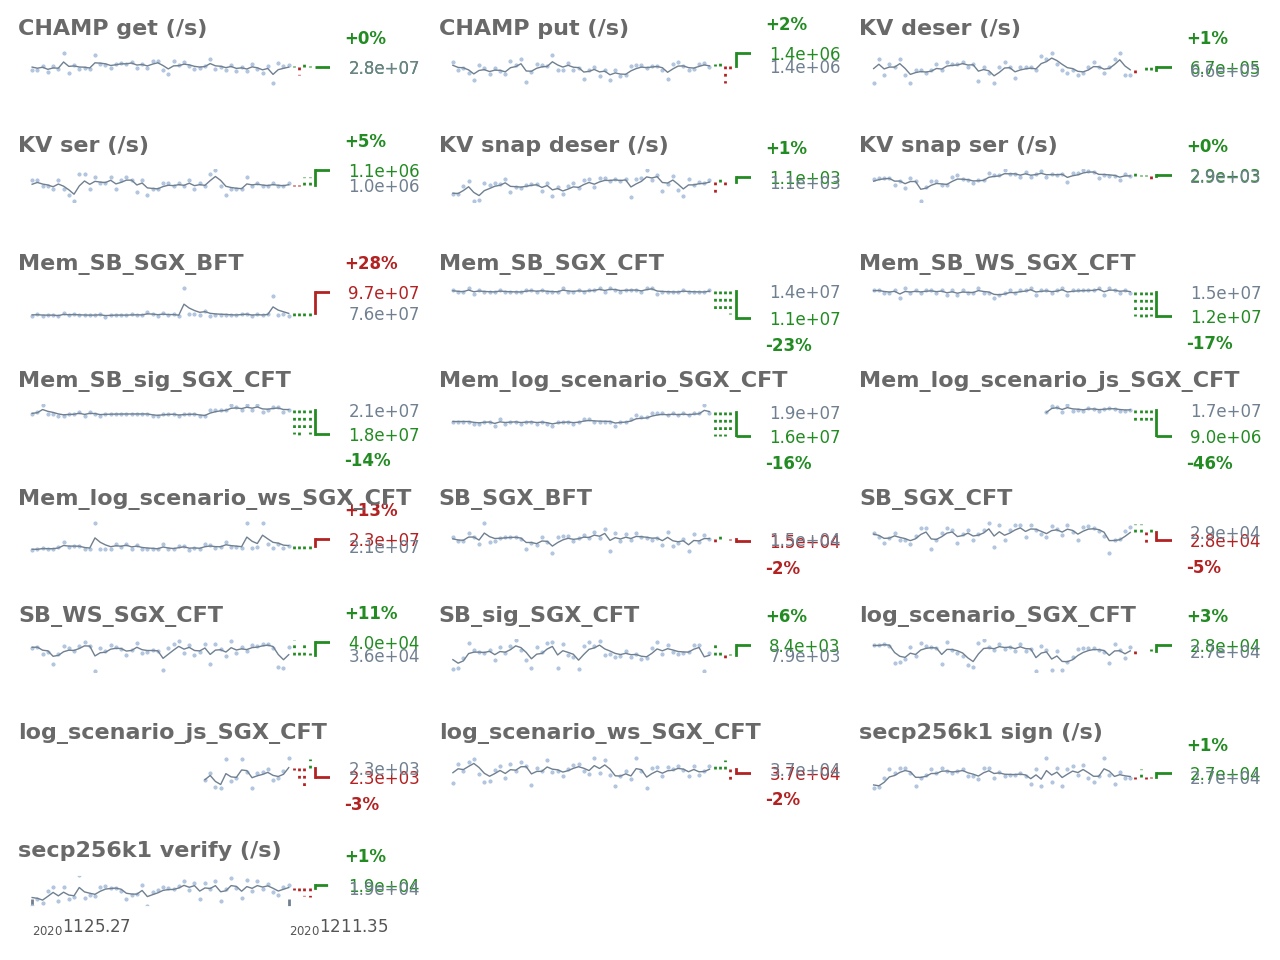 CHAMP get (/s)
+0%
2.8e+07
CHAMP put (/s)
+2%
1.4e+06
1.4e+06
KV deser (/s)
+1%
6.7e+05
6.6e+05
KV ser (/s)
+5%
1.1e+06
1.0e+06
KV snap deser (/s)
+1%
1.1e+03
1.1e+03
KV snap ser (/s)
+0%
2.9e+03
Mem_SB_SGX_BFT
+28%
9.7e+07
7.6e+07
Mem_SB_SGX_CFT
1.4e+07
1.1e+07
-23%
Mem_SB_WS_SGX_CFT
1.5e+07
1.2e+07
-17%
Mem_SB_sig_SGX_CFT
2.1e+07
1.8e+07
-14%
Mem_log_scenario_SGX_CFT
1.9e+07
1.6e+07
-16%
Mem_log_scenario_js_SGX_CFT
1.7e+07
9.0e+06
-46%
Mem_log_scenario_ws_SGX_CFT
+13%
2.3e+07
2.1e+07
SB_SGX_BFT
1.5e+04
1.5e+04
-2%
SB_SGX_CFT
2.9e+04
2.8e+04
-5%
SB_WS_SGX_CFT
+11%
4.0e+04
3.6e+04
SB_sig_SGX_CFT
+6%
8.4e+03
7.9e+03
log_scenario_SGX_CFT
+3%
2.8e+04
2.7e+04
log_scenario_js_SGX_CFT
2.3e+03
2.3e+03
-3%
log_scenario_ws_SGX_CFT
3.7e+04
3.7e+04
-2%
secp256k1 sign (/s)
+1%
2.7e+04
2.7e+04
secp256k1 verify (/s)
+1%
1.9e+04
1.9e+04
20201125.27
20201211.35